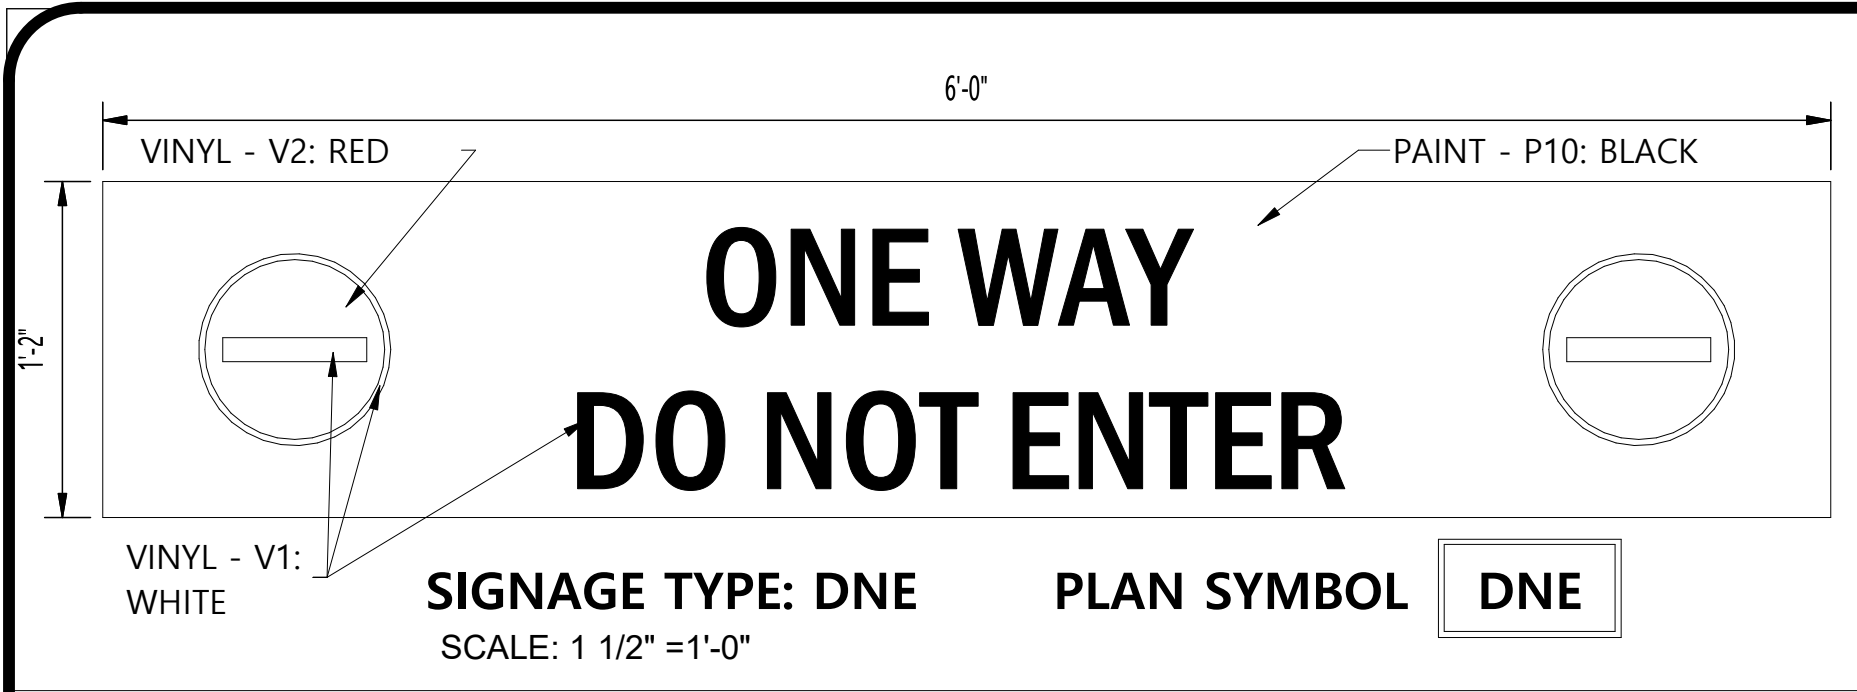 6'-0"
VINYL - V2: RED
PAINT - P10: BLACK
1'-2"
ONE WAY
DO NOT ENTER
VINYL - V1:
WHITE
SIGNAGE TYPE: DNE
PLAN SYMBOL
DNE
SCALE: 1 1/2" =1'-0"